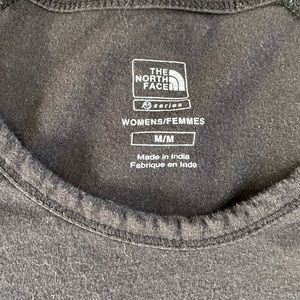 THE
NORTH
FACE
A5 series
WOMENS/FEMMES
M/M
Made in India
Fabriqué en Inde